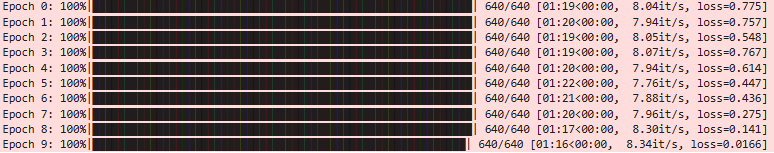 Epoch 0: 100%| 640/640 [01:19<00:00, 8.04it/s, loss=0.775]
Epoch 1: 100%| 640/640 [01:20<00:00, 7.94it/s, loss=0.757]
Epoch 2: 100%| 640/640 [01:19<00:00, 8.05it/s, loss=0.548]
Epoch 3: 100%| 640/640 [01:19<00:00, 8.07it/s, loss=0.767]
Epoch 4: 100%| 640/640 [01:20<00:00, 7.94it/s, loss=0.614]
Epoch 5: 100%| 640/640 [01:22<00:00, 7.76it/s, loss=0.447]
Epoch 6: 100%| 640/640 [01:21<00:00, 7.88it/s, loss=0.436]
Epoch 7: 100%| 640/640 [01:20<00:00, 7.96it/s, loss=0.275]
Epoch 8: 100%| 640/640 [01:17<00:00, 8.30it/s, loss=0.141]
Epoch 9: 100%| | 640/640 [01:16<00:00, 8.34it/s, loss=0.0166]